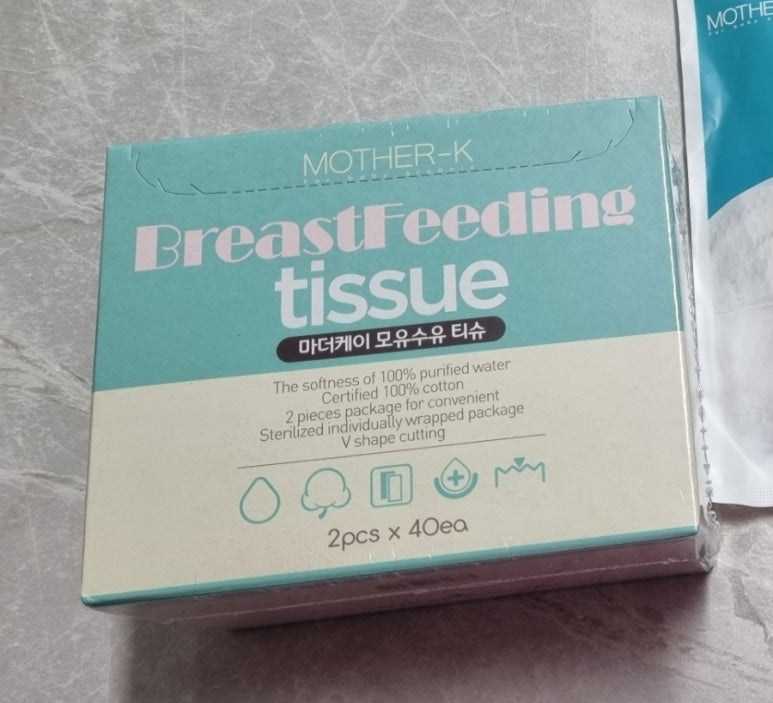 MOTHER-K
BreastFeeding
tissue
마더케이 모유수유 티슈
The softness of 100% purified water
Certified 100% cotton
2 pieces package for convenient
Sterilized individually wrapped package
V shape cutting
2pcs x 40ea
MOTHE